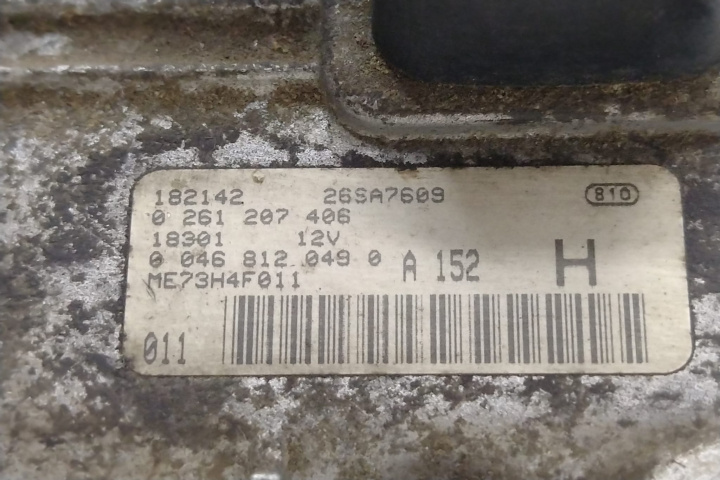 182142 26SA7609 810
0 261 207 406
18301 12V
0 046 812 049 0 A 152 H
ME73H4F011
011